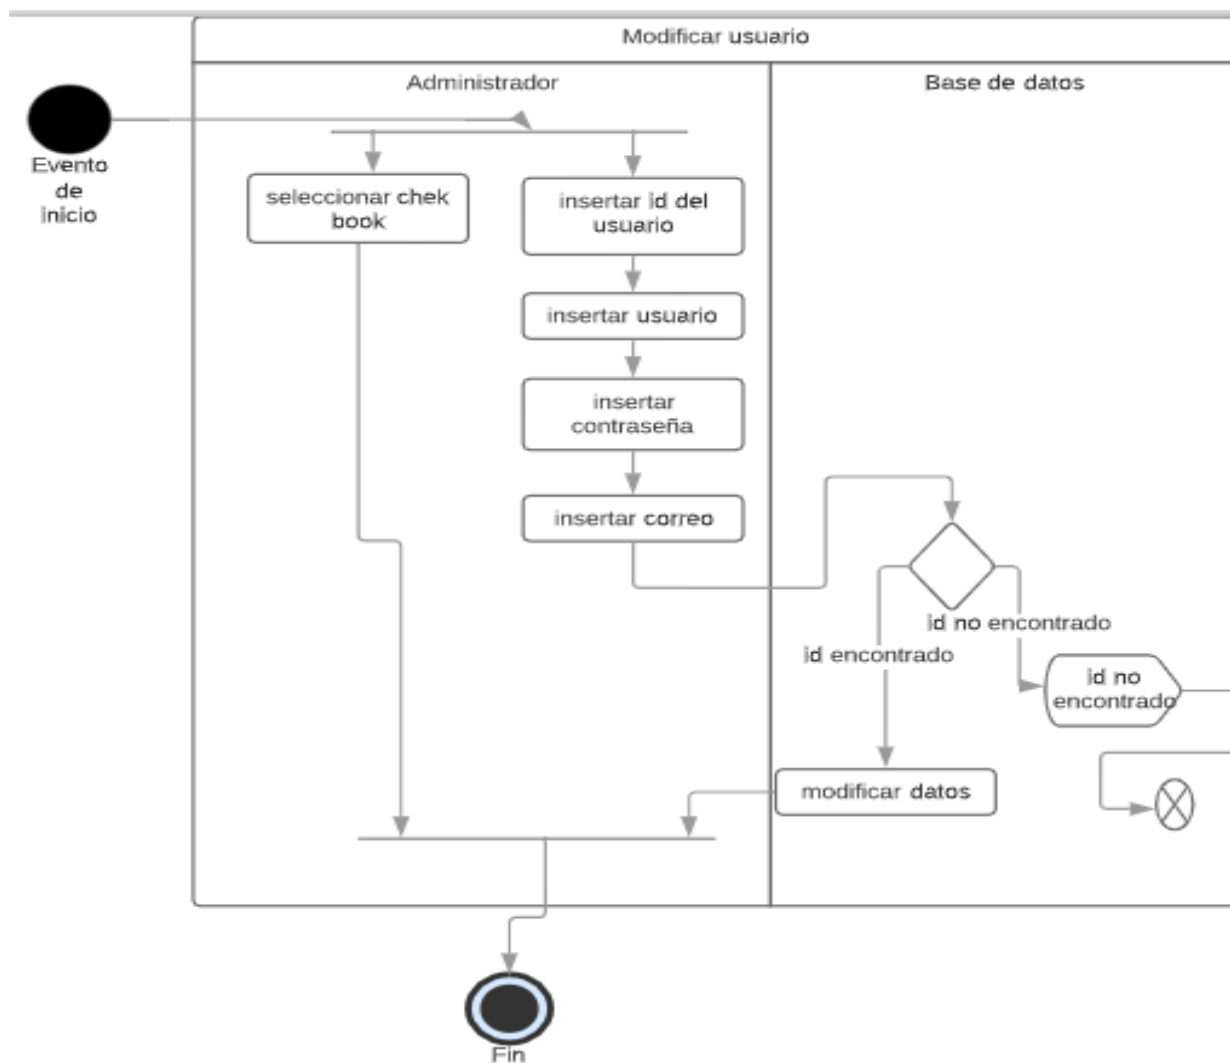 Modificar usuario
Administrador
Base de datos
Evento
de
inicio
seleccionar chek
book
insertar id del
usuario
insertar usuario
insertar
contraseña
insertar correo
id no encontrado
id encontrado
id no
encontrado
modificar datos
Fin